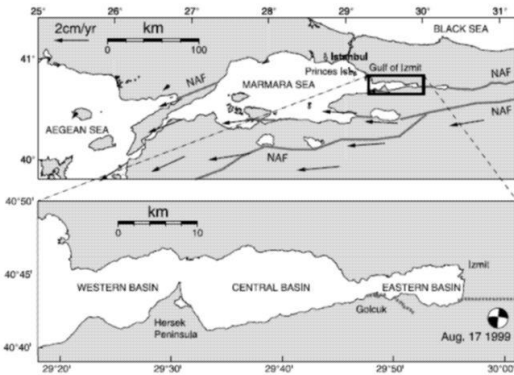 25° 26° 27° 28° 29° 30° 31°
2cm/yr km
0 100
BLACK SEA
41°
Istanbul
Princes Isl.
Gulf of Izmit
NAF
MARMARA SEA
NAF
AEGEAN SEA
NAF
40°
40°50'
km
0 10
40°45'
Izmit
WESTERN BASIN CENTRAL BASIN EASTERN BASIN
Hersek
Peninsula
Golcuk
Aug. 17 1999
40°40'
29°20' 29°30' 29°40' 29°50' 30°00'